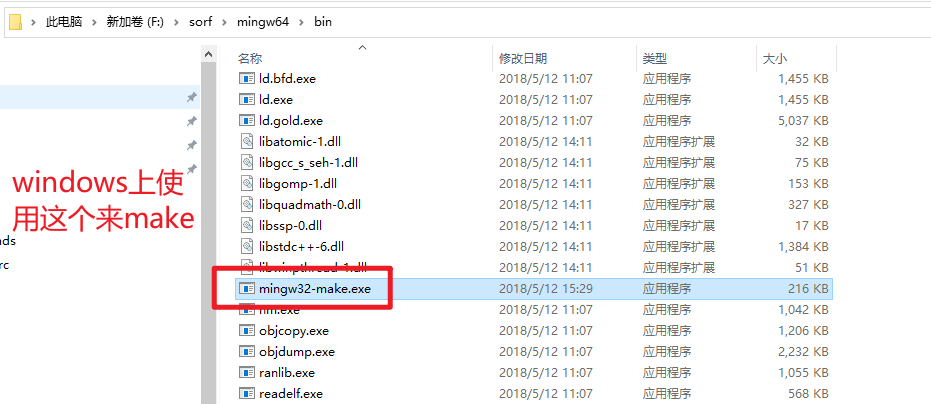 此电脑 > 新加卷 (F:) > sorf > mingw64 > bin
名称 修改日期 类型 大小
ld.bfd.exe 2018/5/12 11:07 应用程序 1,455 KB
ld.exe 2018/5/12 11:07 应用程序 1,455 KB
ld.gold.exe 2018/5/12 11:07 应用程序 5,037 KB
libatomic-1.dll 2018/5/12 14:11 应用程序扩展 32 KB
libgcc_s_seh-1.dll 2018/5/12 14:11 应用程序扩展 75 KB
libgomp-1.dll 2018/5/12 14:11 应用程序扩展 153 KB
libquadmath-0.dll 2018/5/12 14:11 应用程序扩展 327 KB
libssp-0.dll 2018/5/12 14:11 应用程序扩展 17 KB
libstdc++-6.dll 2018/5/12 14:11 应用程序扩展 1,384 KB
libwinpthread-1.dll 2018/5/12 14:11 应用程序扩展 51 KB
mingw32-make.exe 2018/5/12 15:29 应用程序 216 KB
nm.exe 2018/5/12 11:07 应用程序 1,042 KB
objcopy.exe 2018/5/12 11:07 应用程序 1,206 KB
objdump.exe 2018/5/12 11:07 应用程序 2,232 KB
ranlib.exe 2018/5/12 11:07 应用程序 1,055 KB
readelf.exe 2018/5/12 11:07 应用程序 568 KB
windows上使
用这个来make